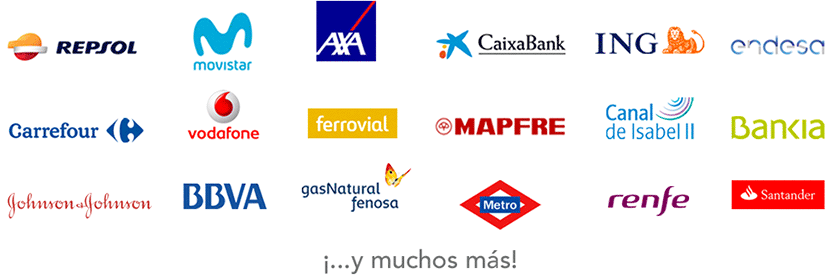 REPSOL
movistar
AXA
CaixaBank
ING
endesa
Carrefour
vodafone
ferrovial
MAPFRE
Canal
de Isabel II
Bankia
Johnson & Johnson
BBVA
gasNatural
fenosa
Metro
renfe
Santander
¡...y muchos más!